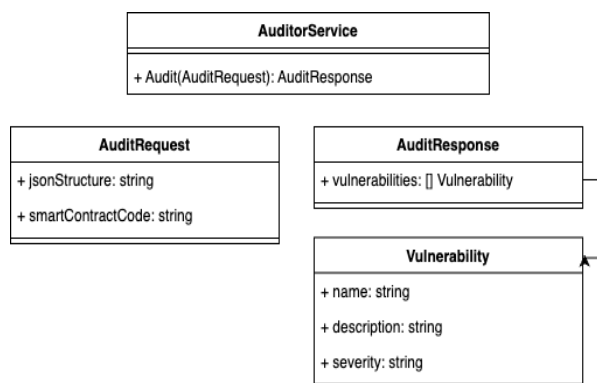 AuditorService
+ Audit(AuditRequest): AuditResponse
AuditRequest
+ jsonStructure: string
+ smartContractCode: string
AuditResponse
+ vulnerabilities: [] Vulnerability
Vulnerability
+ name: string
+ description: string
+ severity: string